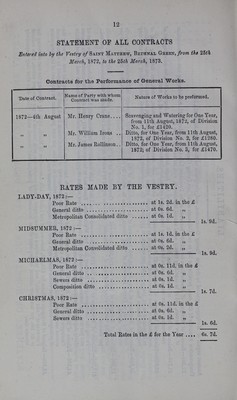 12
STATEMENT OF ALL CONTRACTS
Entered into by the Vestry of SAINT MATTHEW, BETHNAL GREEN, from the 25th
March, 1872, to the 25th March, 1873.
Contracts for the Performance of General Works.
Date of Contract. Name of Party with whom Contract was made. Nature of Works to be performed.
1872—4th August Mr. Henry Crane.... Scavenging and Watering for One Year,
from 11th August, 1872, of Division
No. 1, for £1420.
" " Mr. William Irons .. Ditto, for One Year, from 11th August,
1872, of Division No. 2, for £1289.
" " Mr. James Rollinson.. Ditto, for One Year, from 11th August,
1872, of Division No. 3, for £1470.
RATES MADE BY THE VESTRY.
LADY-DAY, 1872:—
Poor Rate .......... at 1s. 2d. in the £
General ditto .......... at 0s. 6d. "
Metropolitan Consolidated ditto .......... at 0s. 1d. "
1s. 9d.
MIDSUMMER, 1872:—
Poor Rate .......... at 1s. 1d. in the £
General ditto .......... at 0s. 6d. "
Metropolitan Consolidated ditto .......... at 0s. 2d. "
1s. 9d.
MICHAELMAS, 1872:—
Poor Rate .......... at 0s. 11d. in the £
General ditto .......... at 0s. 6d. "
Sewers ditto .......... at 0s. 1d. "
Composition ditto .......... at 0s. 1d. "
1s. 7d.
CHRISTMAS, 1872:—
Poor Rate .......... at 0s. 11d. in the £
General ditto .......... at 0s. 6d. "
Sewers ditto .......... at 0s. 1d. "
1s. 6d.
Total Rates in the £ for the Year .... 6s. 7d.